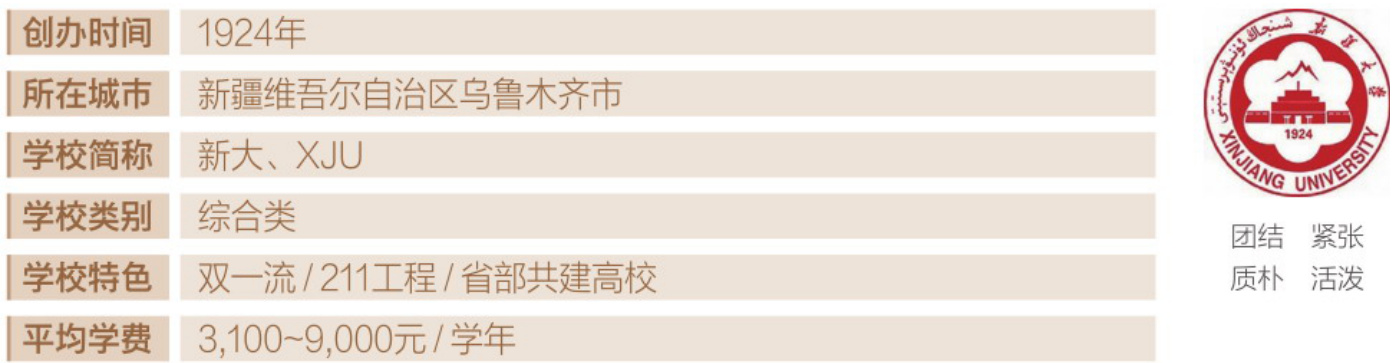 创办时间 1924年
所在城市 新疆维吾尔自治区乌鲁木齐市
学校简称 新大、XJU
学校类别 综合类
学校特色 双一流 / 211工程 / 省部共建高校
平均学费 3,100~9,000元 / 学年
شىنجاڭ ئۇنىۋېرسىتېتى
新疆大学
1924
XINJIANG UNIVERSITY
团结 紧张
质朴 活泼